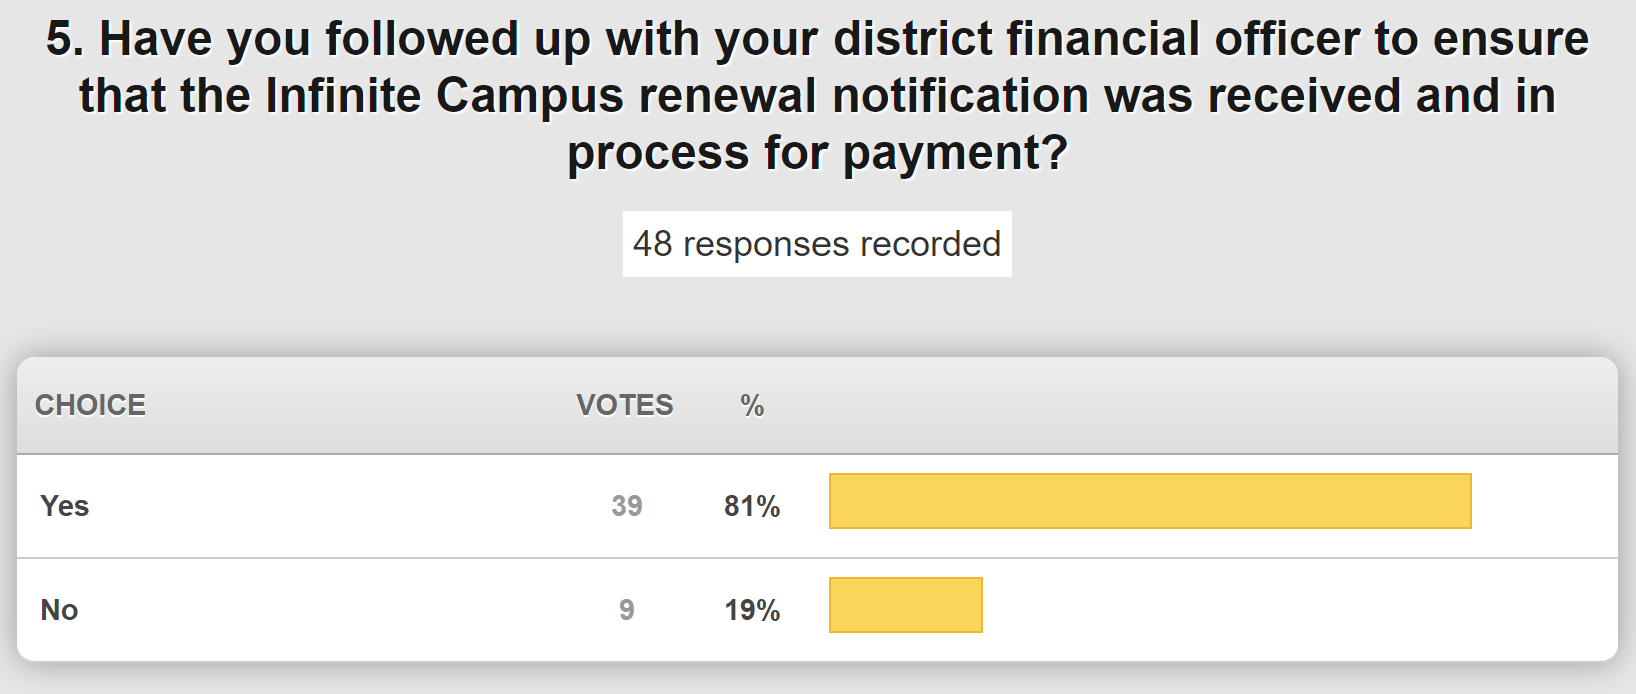 5. Have you followed up with your district financial officer to ensure
that the Infinite Campus renewal notification was received and in
process for payment?
48 responses recorded
CHOICE VOTES %
Yes 39 81%
No 9 19%